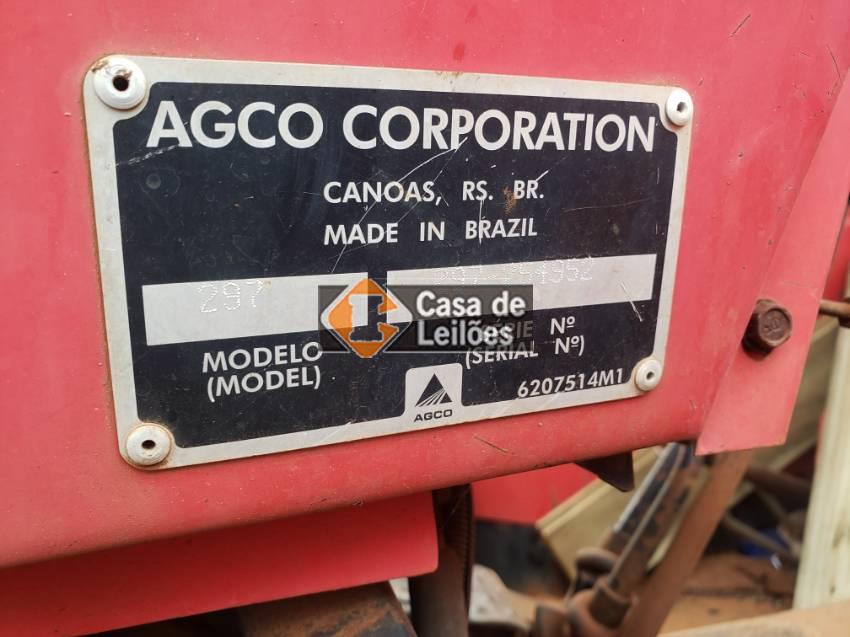 AGCO CORPORATION
CANOAS, RS. BR.
MADE IN BRAZIL
297
MODELO
(MODEL)
Nº
(SERIAL Nº)
Casa de
Leilões
AGCO
6207514M1